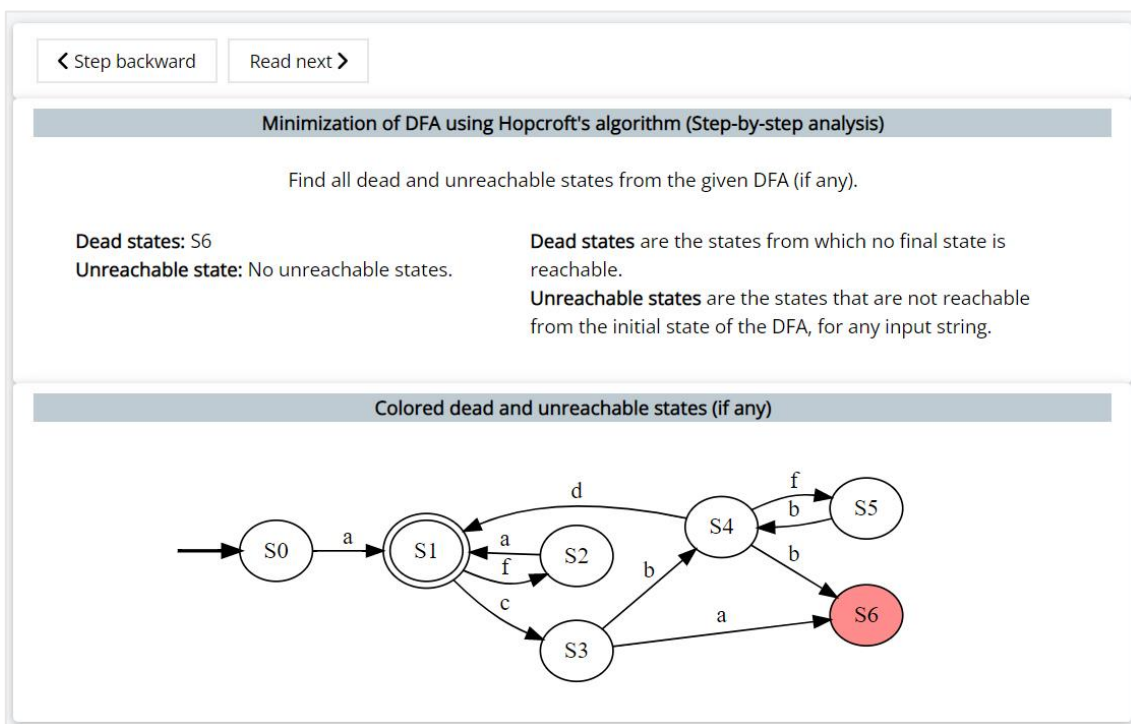 Step backward
Read next
Minimization of DFA using Hopcroft's algorithm (Step-by-step analysis)
Find all dead and unreachable states from the given DFA (if any).
Dead states: S6
Unreachable state: No unreachable states.
Dead states are the states from which no final state is
reachable.
Unreachable states are the states that are not reachable
from the initial state of the DFA, for any input string.
Colored dead and unreachable states (if any)
S0
a
S1
d
a
f
S2
c
S3
b
a
S4
f
b
S5
b
S6